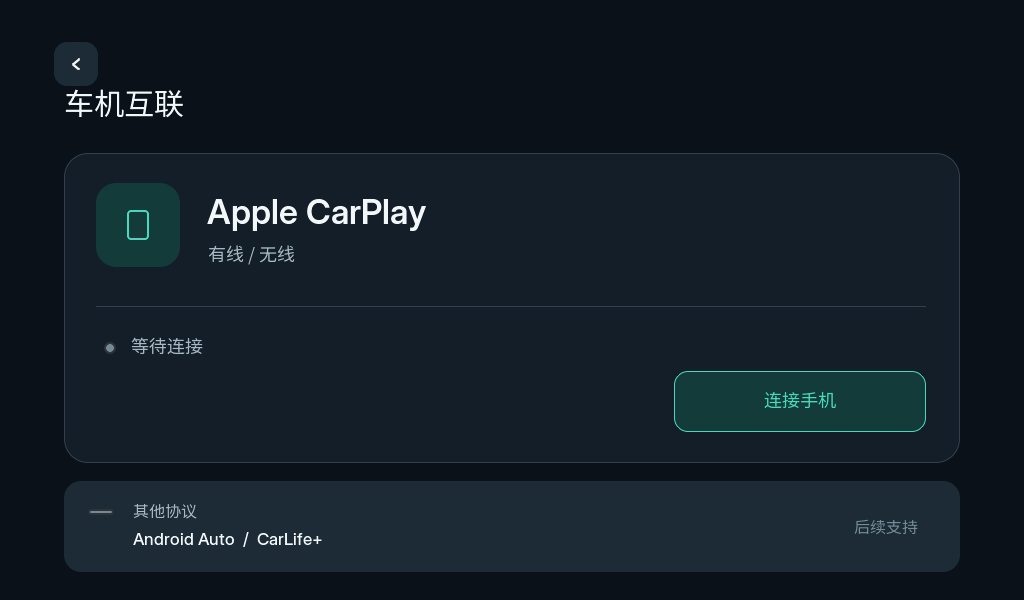 车机互联
Apple CarPlay
有线 / 无线
等待连接
连接手机
其他协议
Android Auto / CarLife+
后续支持